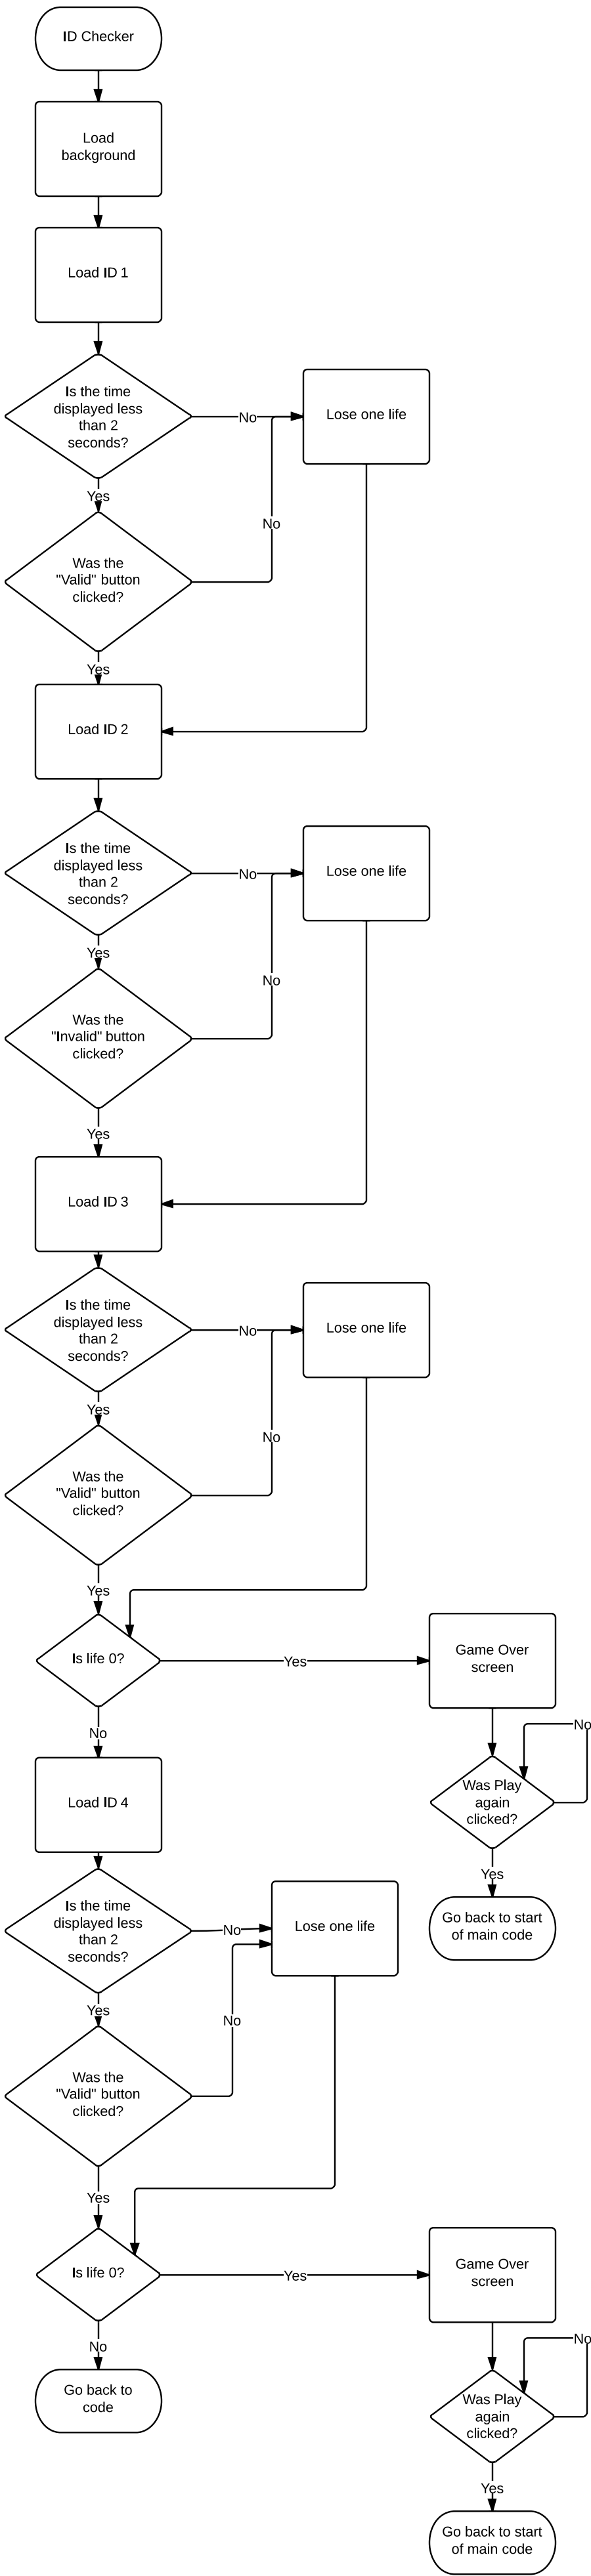 ID Checker
Load
background
Load ID 1
Is the time
displayed less
than 2
seconds?
No
Lose one life
Yes
No
Was the
"Valid" button
clicked?
Yes
Load ID 2
Is the time
displayed less
than 2
seconds?
No
Lose one life
Yes
No
Was the
"Invalid" button
clicked?
Yes
Load ID 3
Is the time
displayed less
than 2
seconds?
No
Lose one life
Yes
No
Was the
"Valid" button
clicked?
Yes
Is life 0?
Yes
Game Over
screen
No
No
Load ID 4
Was Play
again
clicked?
Yes
Go back to start
of main code
Is the time
displayed less
than 2
seconds?
No
Lose one life
Yes
No
Was the
"Valid" button
clicked?
Yes
Is life 0?
Yes
Game Over
screen
No
No
Go back to
code
Was Play
again
clicked?
Yes
Go back to start
of main code